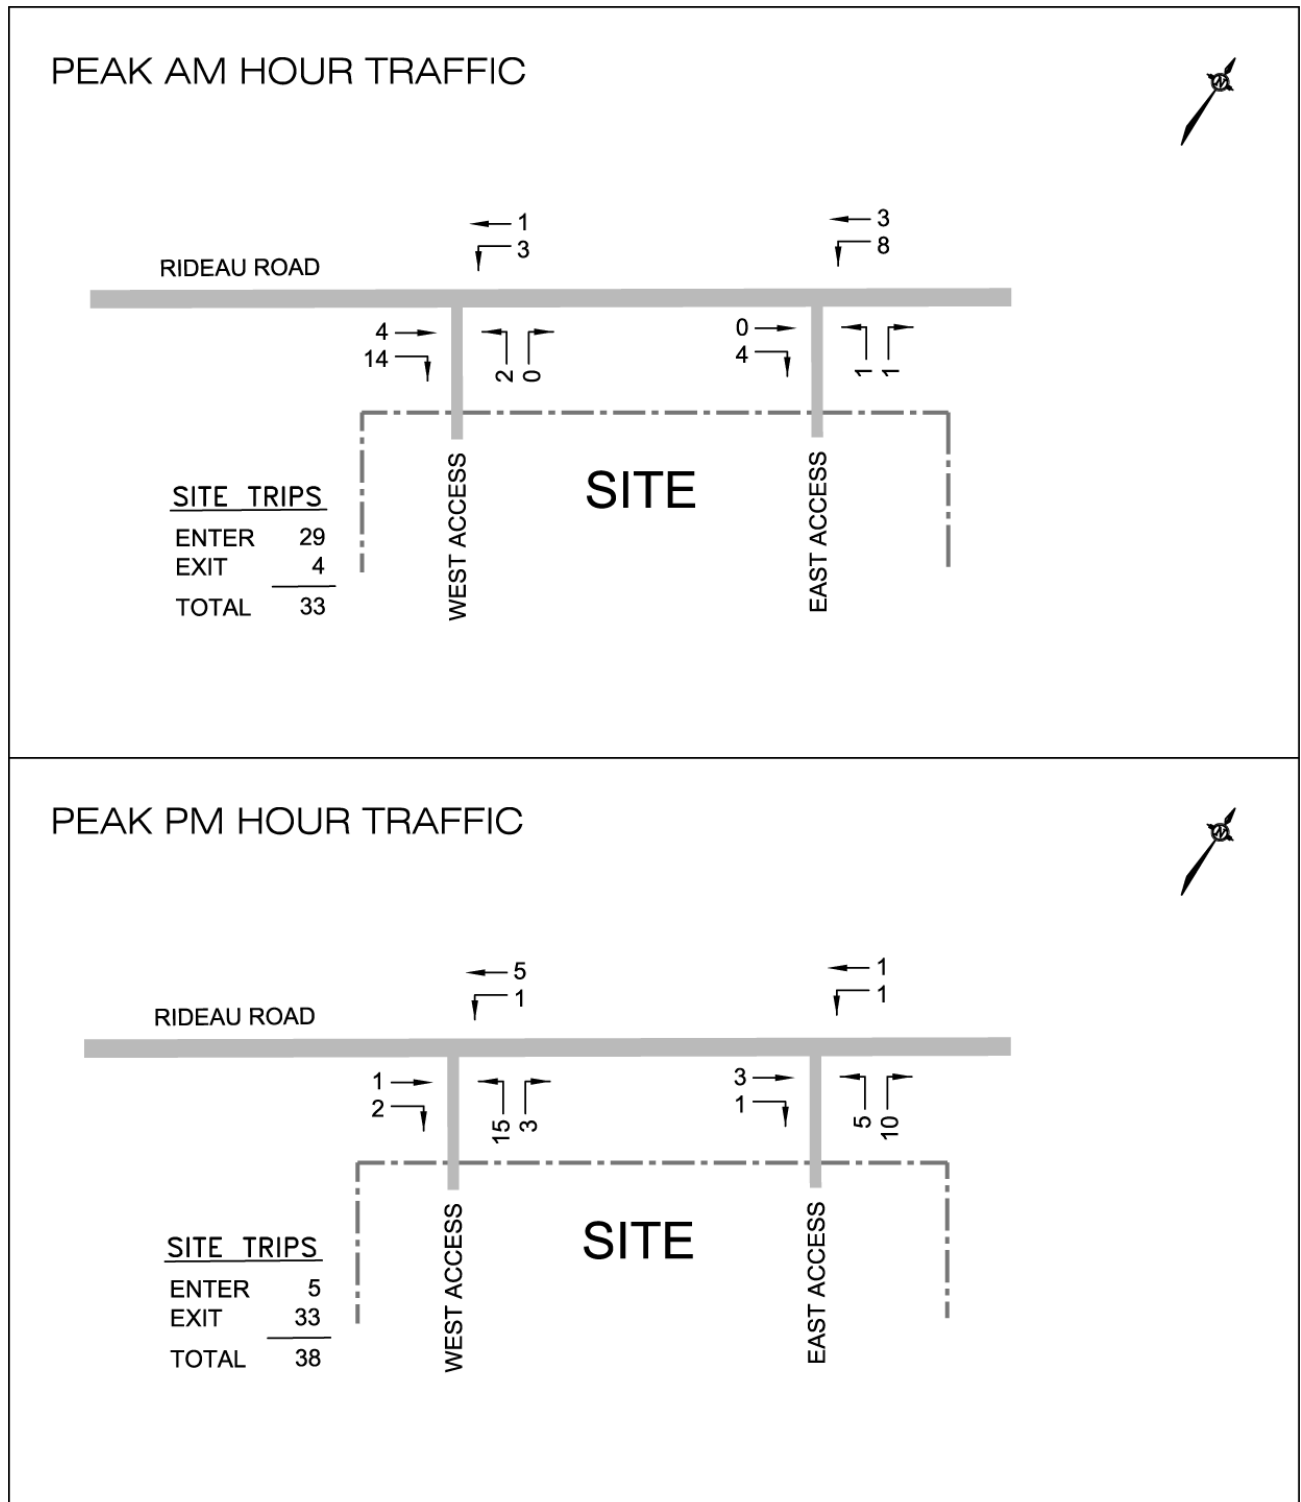 PEAK AM HOUR TRAFFIC
N
1
3
3
8
RIDEAU ROAD
4
14
2
0
0
4
1
1
WEST ACCESS
SITE
EAST ACCESS
SITE TRIPS
ENTER 29
EXIT 4
TOTAL 33
PEAK PM HOUR TRAFFIC
N
5
1
1
1
RIDEAU ROAD
1
2
15
3
3
1
5
10
WEST ACCESS
SITE
EAST ACCESS
SITE TRIPS
ENTER 5
EXIT 33
TOTAL 38